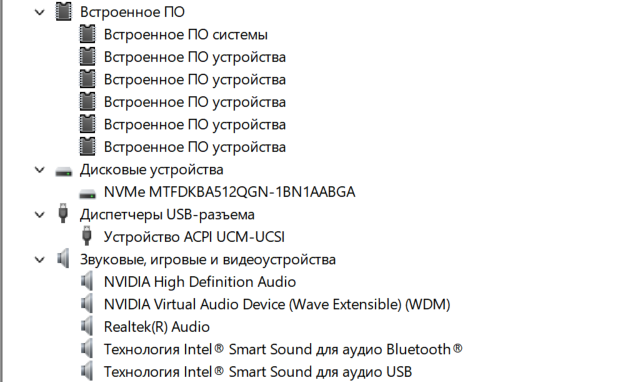 Встроенное ПО
Встроенное ПО системы
Встроенное ПО устройства
Встроенное ПО устройства
Встроенное ПО устройства
Встроенное ПО устройства
Встроенное ПО устройства
Дисковые устройства
NVMe MTFDKBA512QGN-1BN1AABGA
Диспетчеры USB-разъема
Устройство ACPI UCM-UCSI
Звуковые, игровые и видеоустройства
NVIDIA High Definition Audio
NVIDIA Virtual Audio Device (Wave Extensible) (WDM)
Realtek(R) Audio
Технология Intel® Smart Sound для аудио Bluetooth®
Технология Intel® Smart Sound для аудио USB